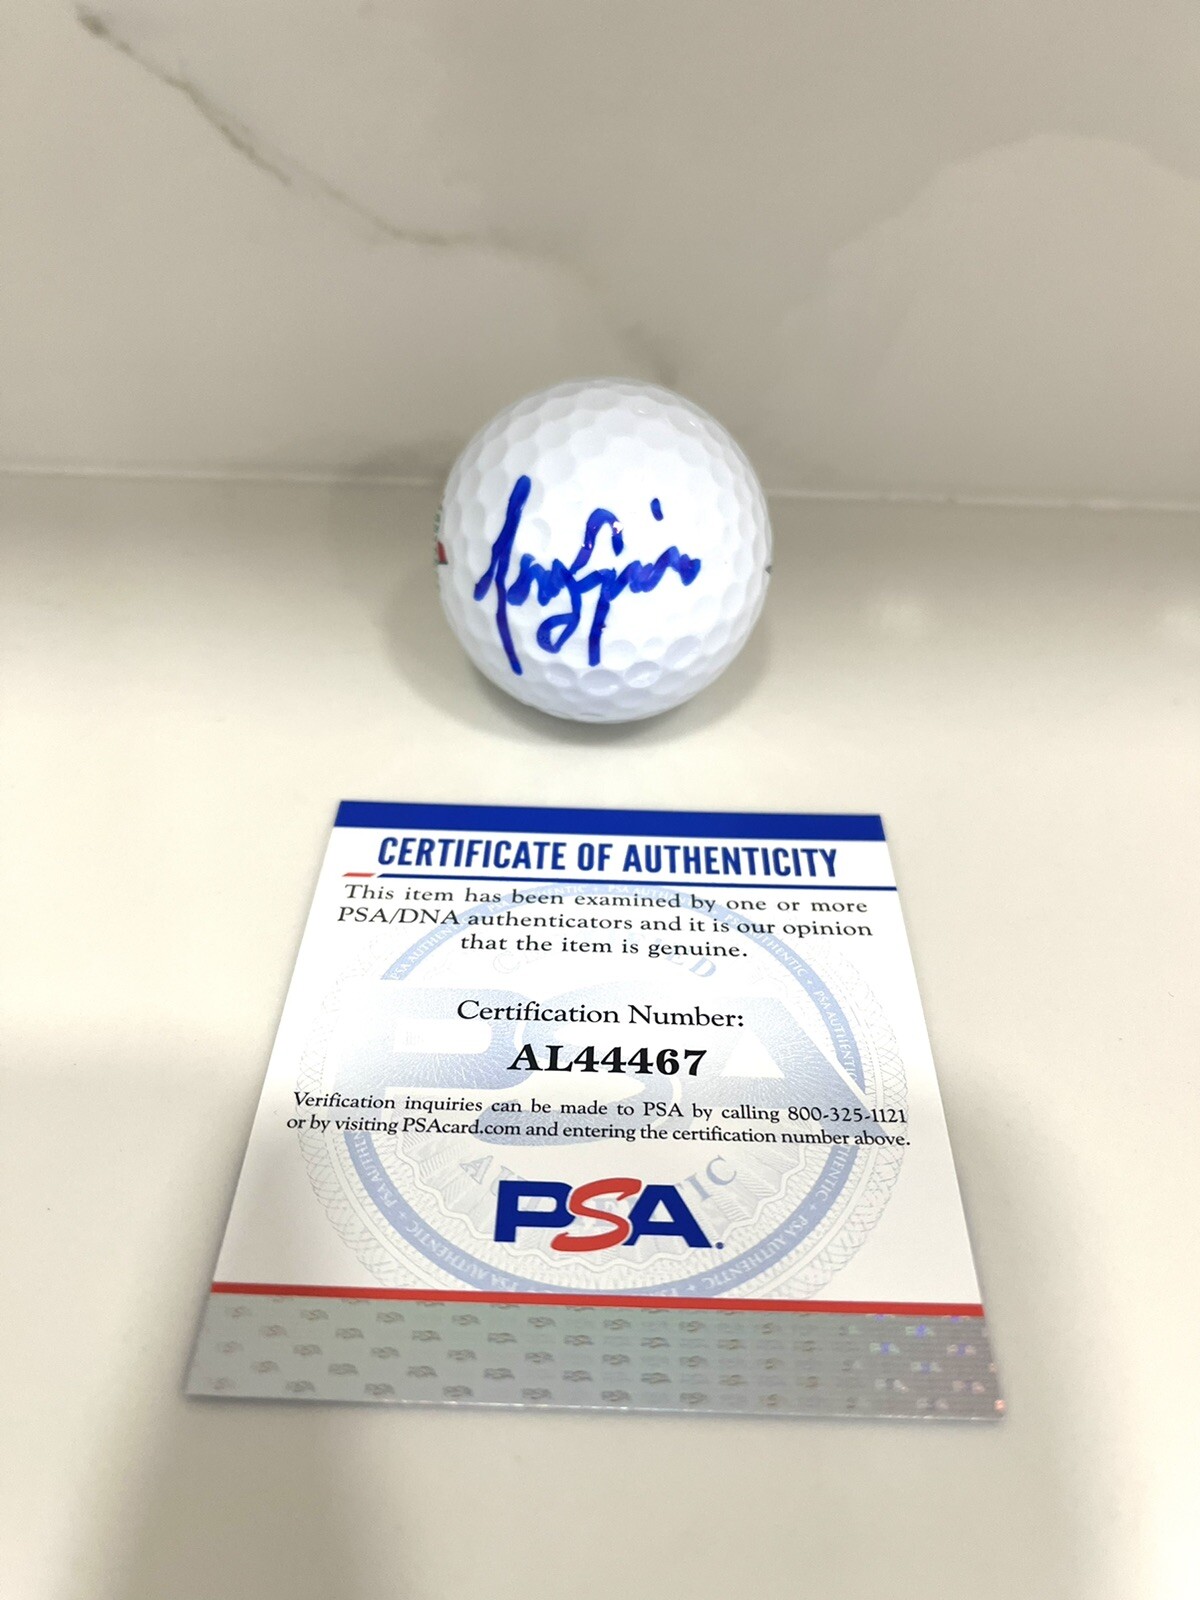 CERTIFICATE OF AUTHENTICITY
This item has been examined by one or more
PSA/DNA authenticators and it is our opinion
that the item is genuine.
Certification Number:
AL44467
Verification inquiries can be made to PSA by calling 800-325-1121
or by visiting PSAcard.com and entering the certification number above.
PSA